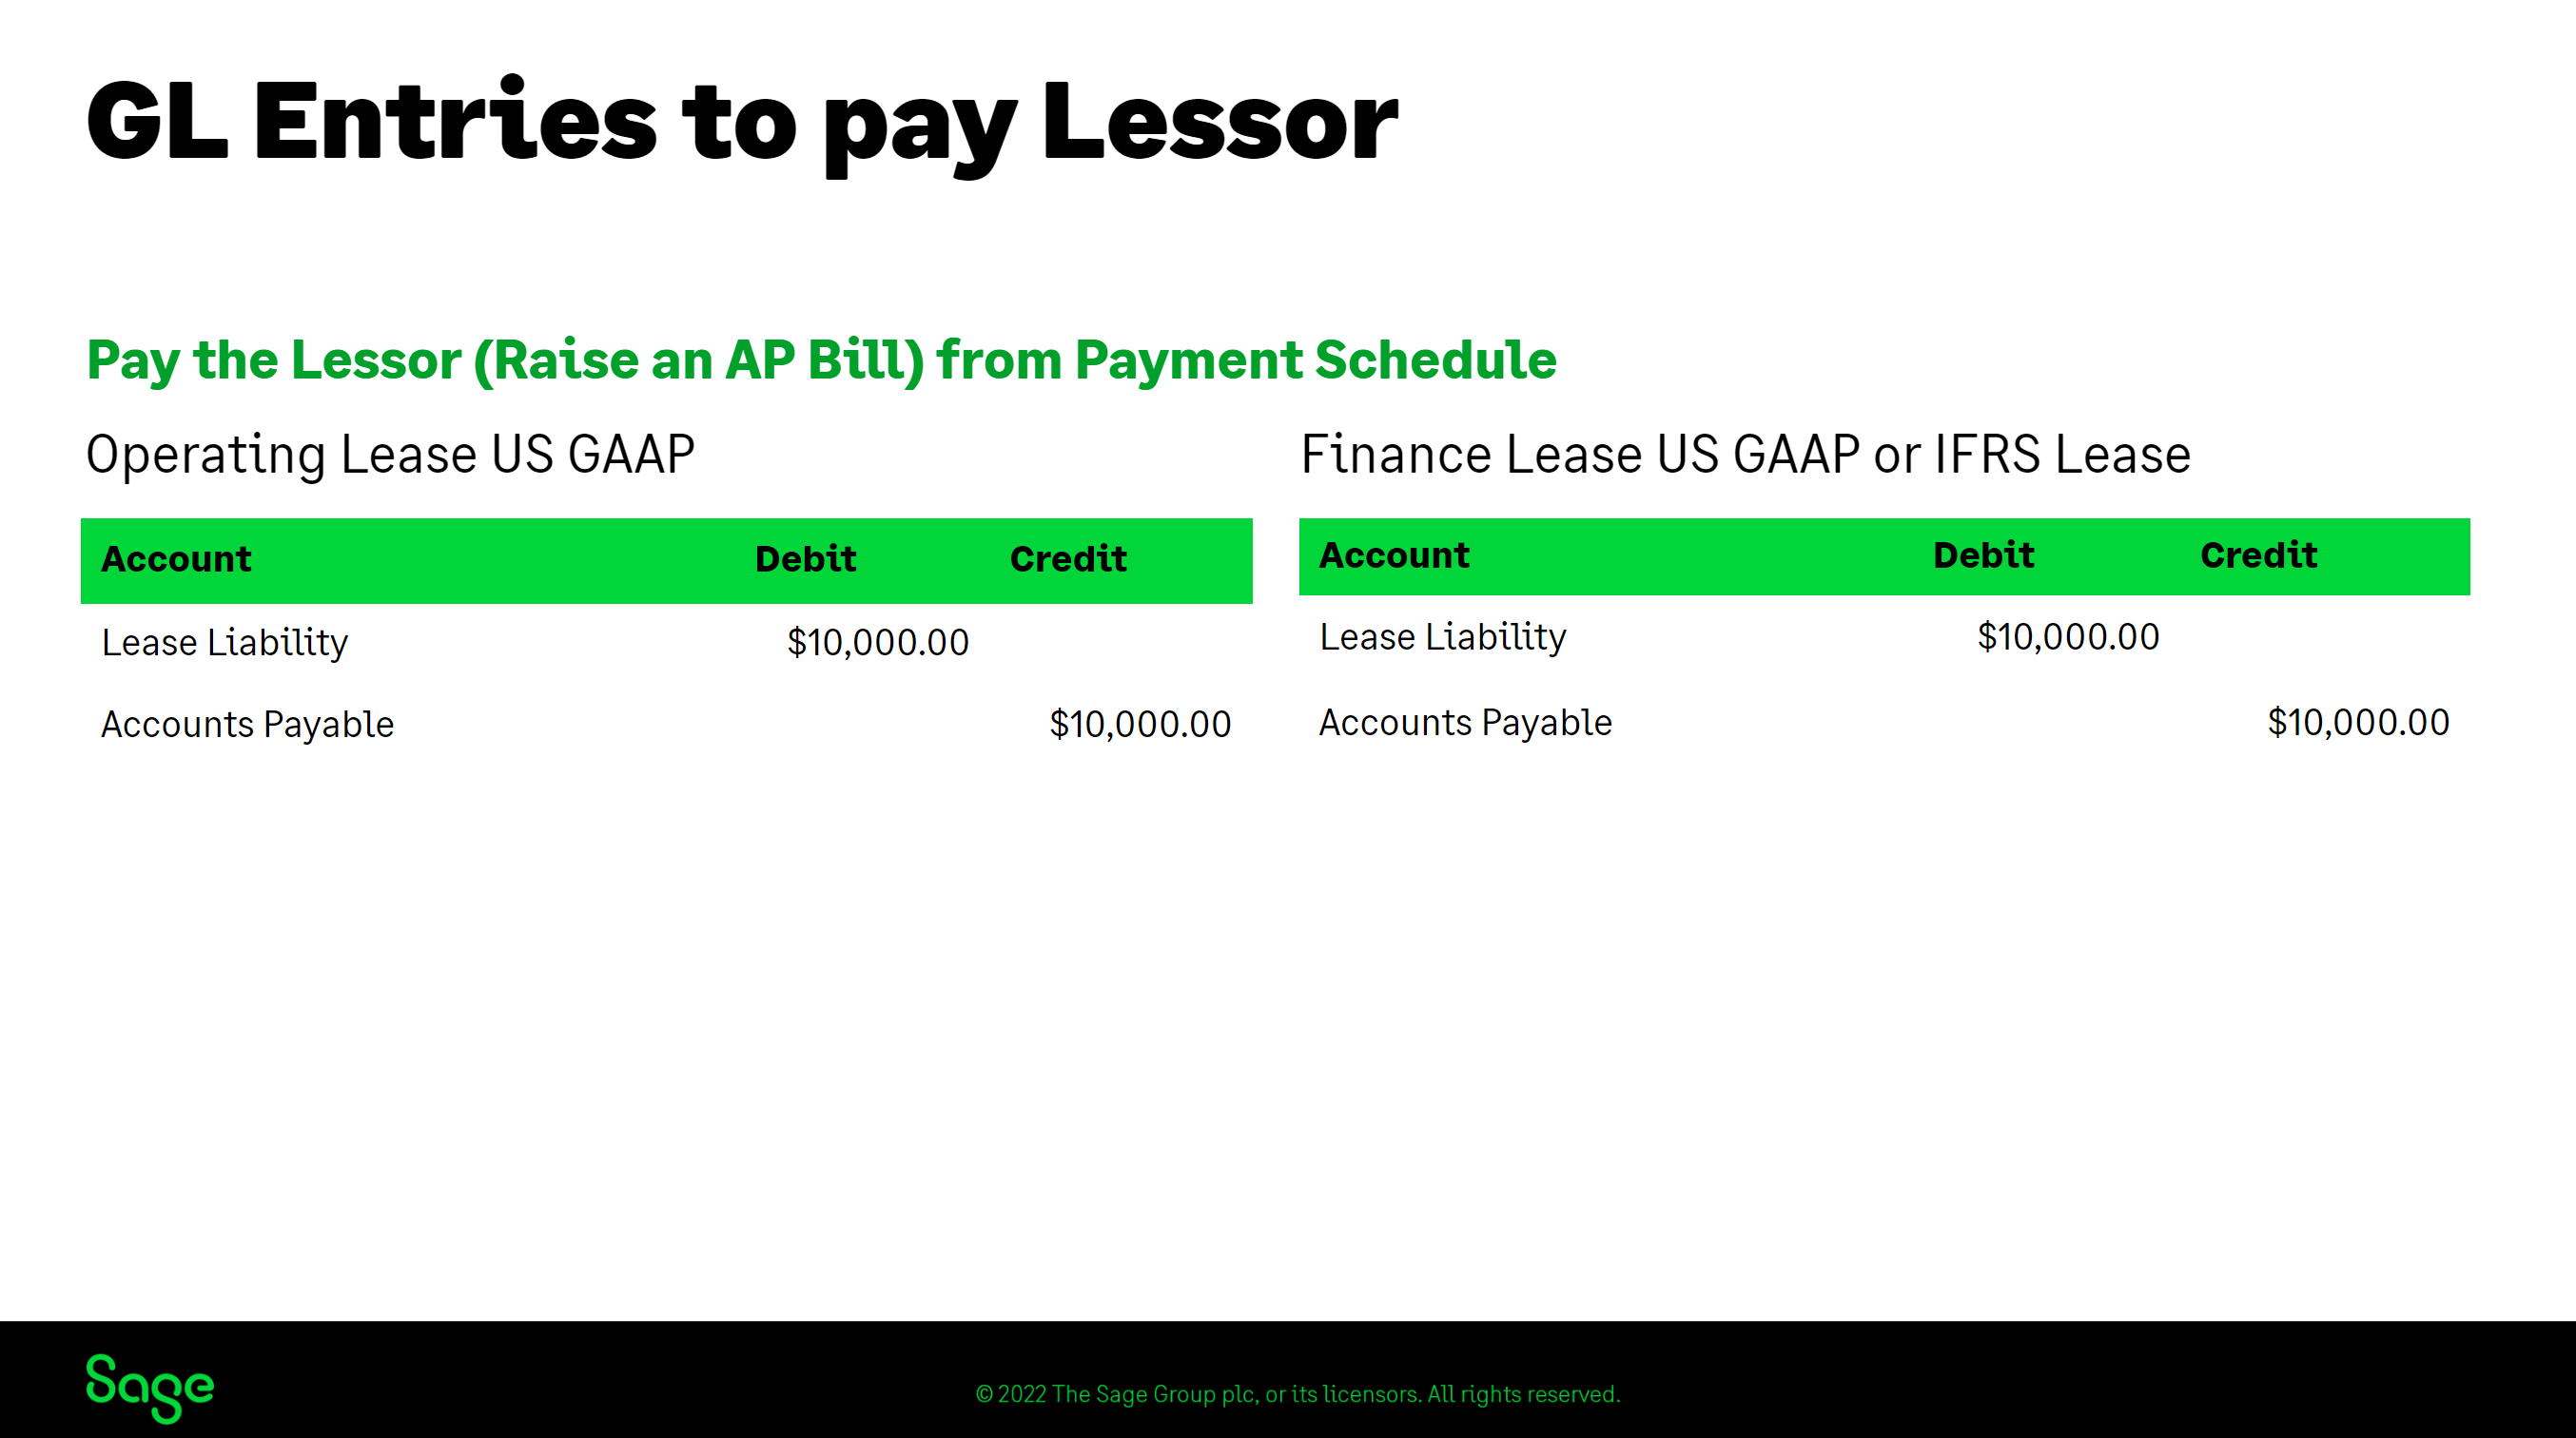 GL Entries to pay Lessor
Pay the Lessor (Raise an AP Bill) from Payment Schedule
Operating Lease US GAAP
Account Debit Credit
Lease Liability $10,000.00
Accounts Payable $10,000.00
Finance Lease US GAAP or IFRS Lease
Account Debit Credit
Lease Liability $10,000.00
Accounts Payable $10,000.00
Sage
© 2022 The Sage Group plc, or its licensors. All rights reserved.